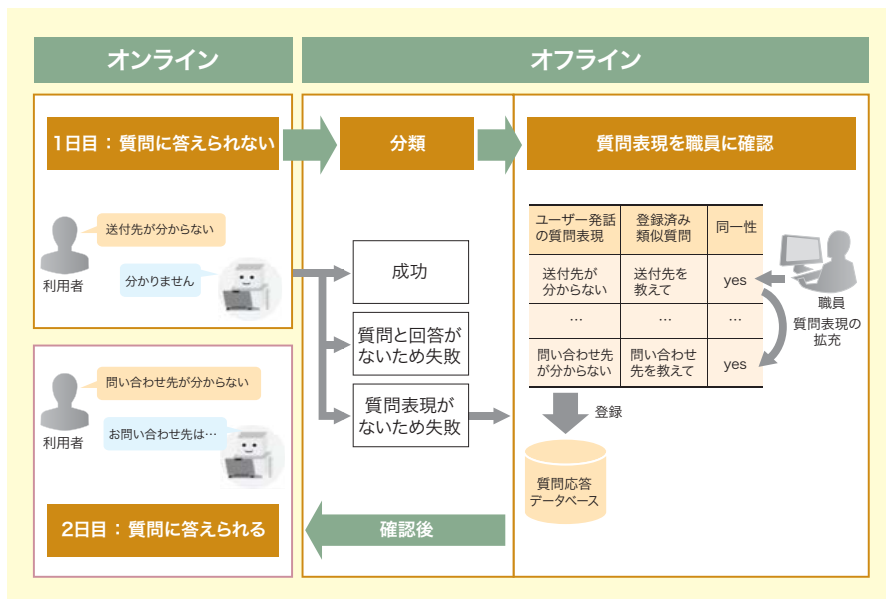 オンライン
オフライン
1日目：質問に答えられない
分類
質問表現を職員に確認
送付先が分からない
利用者
分かりません
成功
質問と回答が
ないため失敗
質問表現が
ないため失敗
ユーザー発話
の質問表現
登録済み
類似質問
同一性
送付先が
分からない
送付先を
教えて
yes
…
…
…
問い合わせ先
が分からない
問い合わせ
先を教えて
yes
職員
質問表現の
拡充
登録
質問応答
データベース
問い合わせ先が分からない
利用者
お問い合わせ先は…
2日目：質問に答えられる
確認後